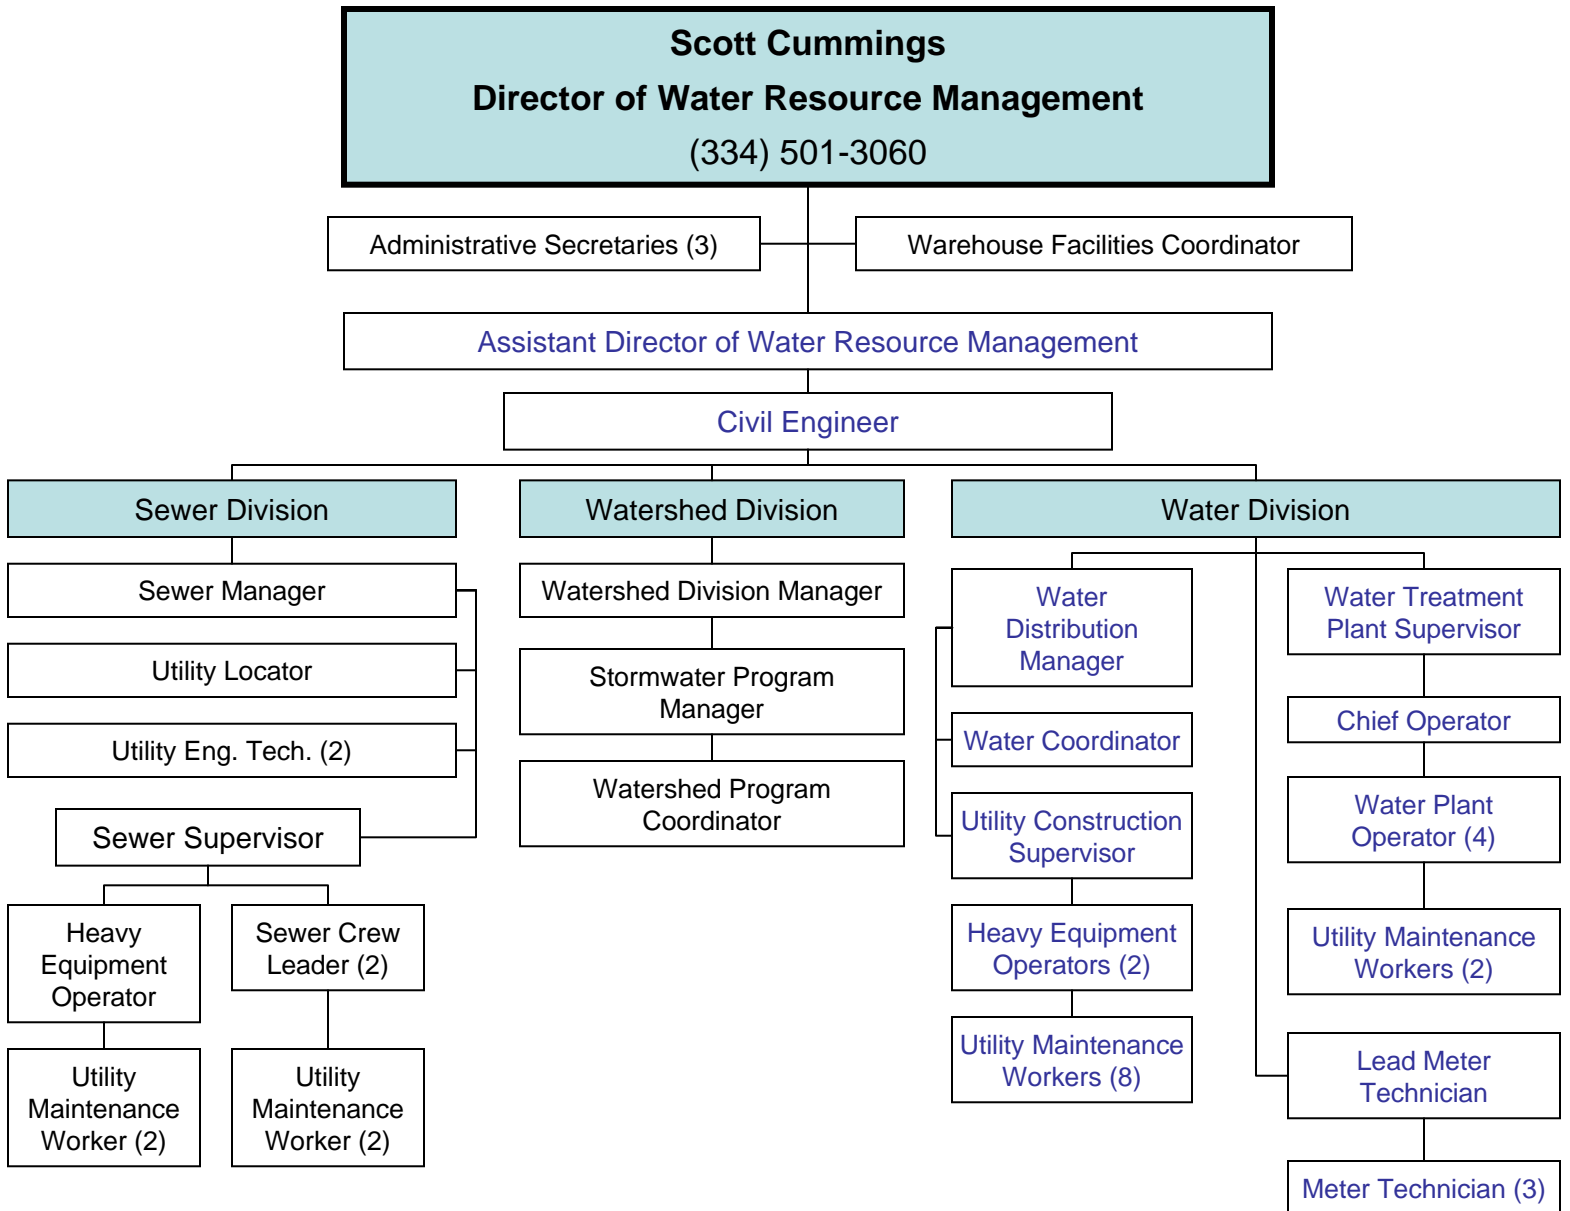 Scott Cummings
Director of Water Resource Management
(334) 501-3060
Administrative Secretaries (3)
Warehouse Facilities Coordinator
Assistant Director of Water Resource Management
Civil Engineer
Sewer Division
Sewer Manager
Utility Locator
Utility Eng. Tech. (2)
Sewer Supervisor
Heavy
Equipment
Operator
Utility
Maintenance
Worker (2)
Sewer Crew
Leader (2)
Utility
Maintenance
Worker (2)
Watershed Division
Watershed Division Manager
Stormwater Program
Manager
Watershed Program
Coordinator
Water Division
Water
Distribution
Manager
Water Coordinator
Utility Construction
Supervisor
Heavy Equipment
Operators (2)
Utility Maintenance
Workers (8)
Water Treatment
Plant Supervisor
Chief Operator
Water Plant
Operator (4)
Utility Maintenance
Workers (2)
Lead Meter
Technician
Meter Technician (3)